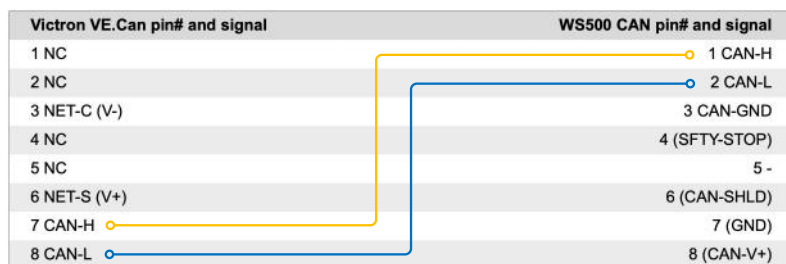 Victron VE.Can pin# and signal WS500 CAN pin# and signal
1 NC 1 CAN-H
2 NC 2 CAN-L
3 NET-C (V-) 3 CAN-GND
4 NC 4 (SFTY-STOP)
5 NC 5 -
6 NET-S (V+) 6 (CAN-SHLD)
7 CAN-H 7 (GND)
8 CAN-L 8 (CAN-V+)